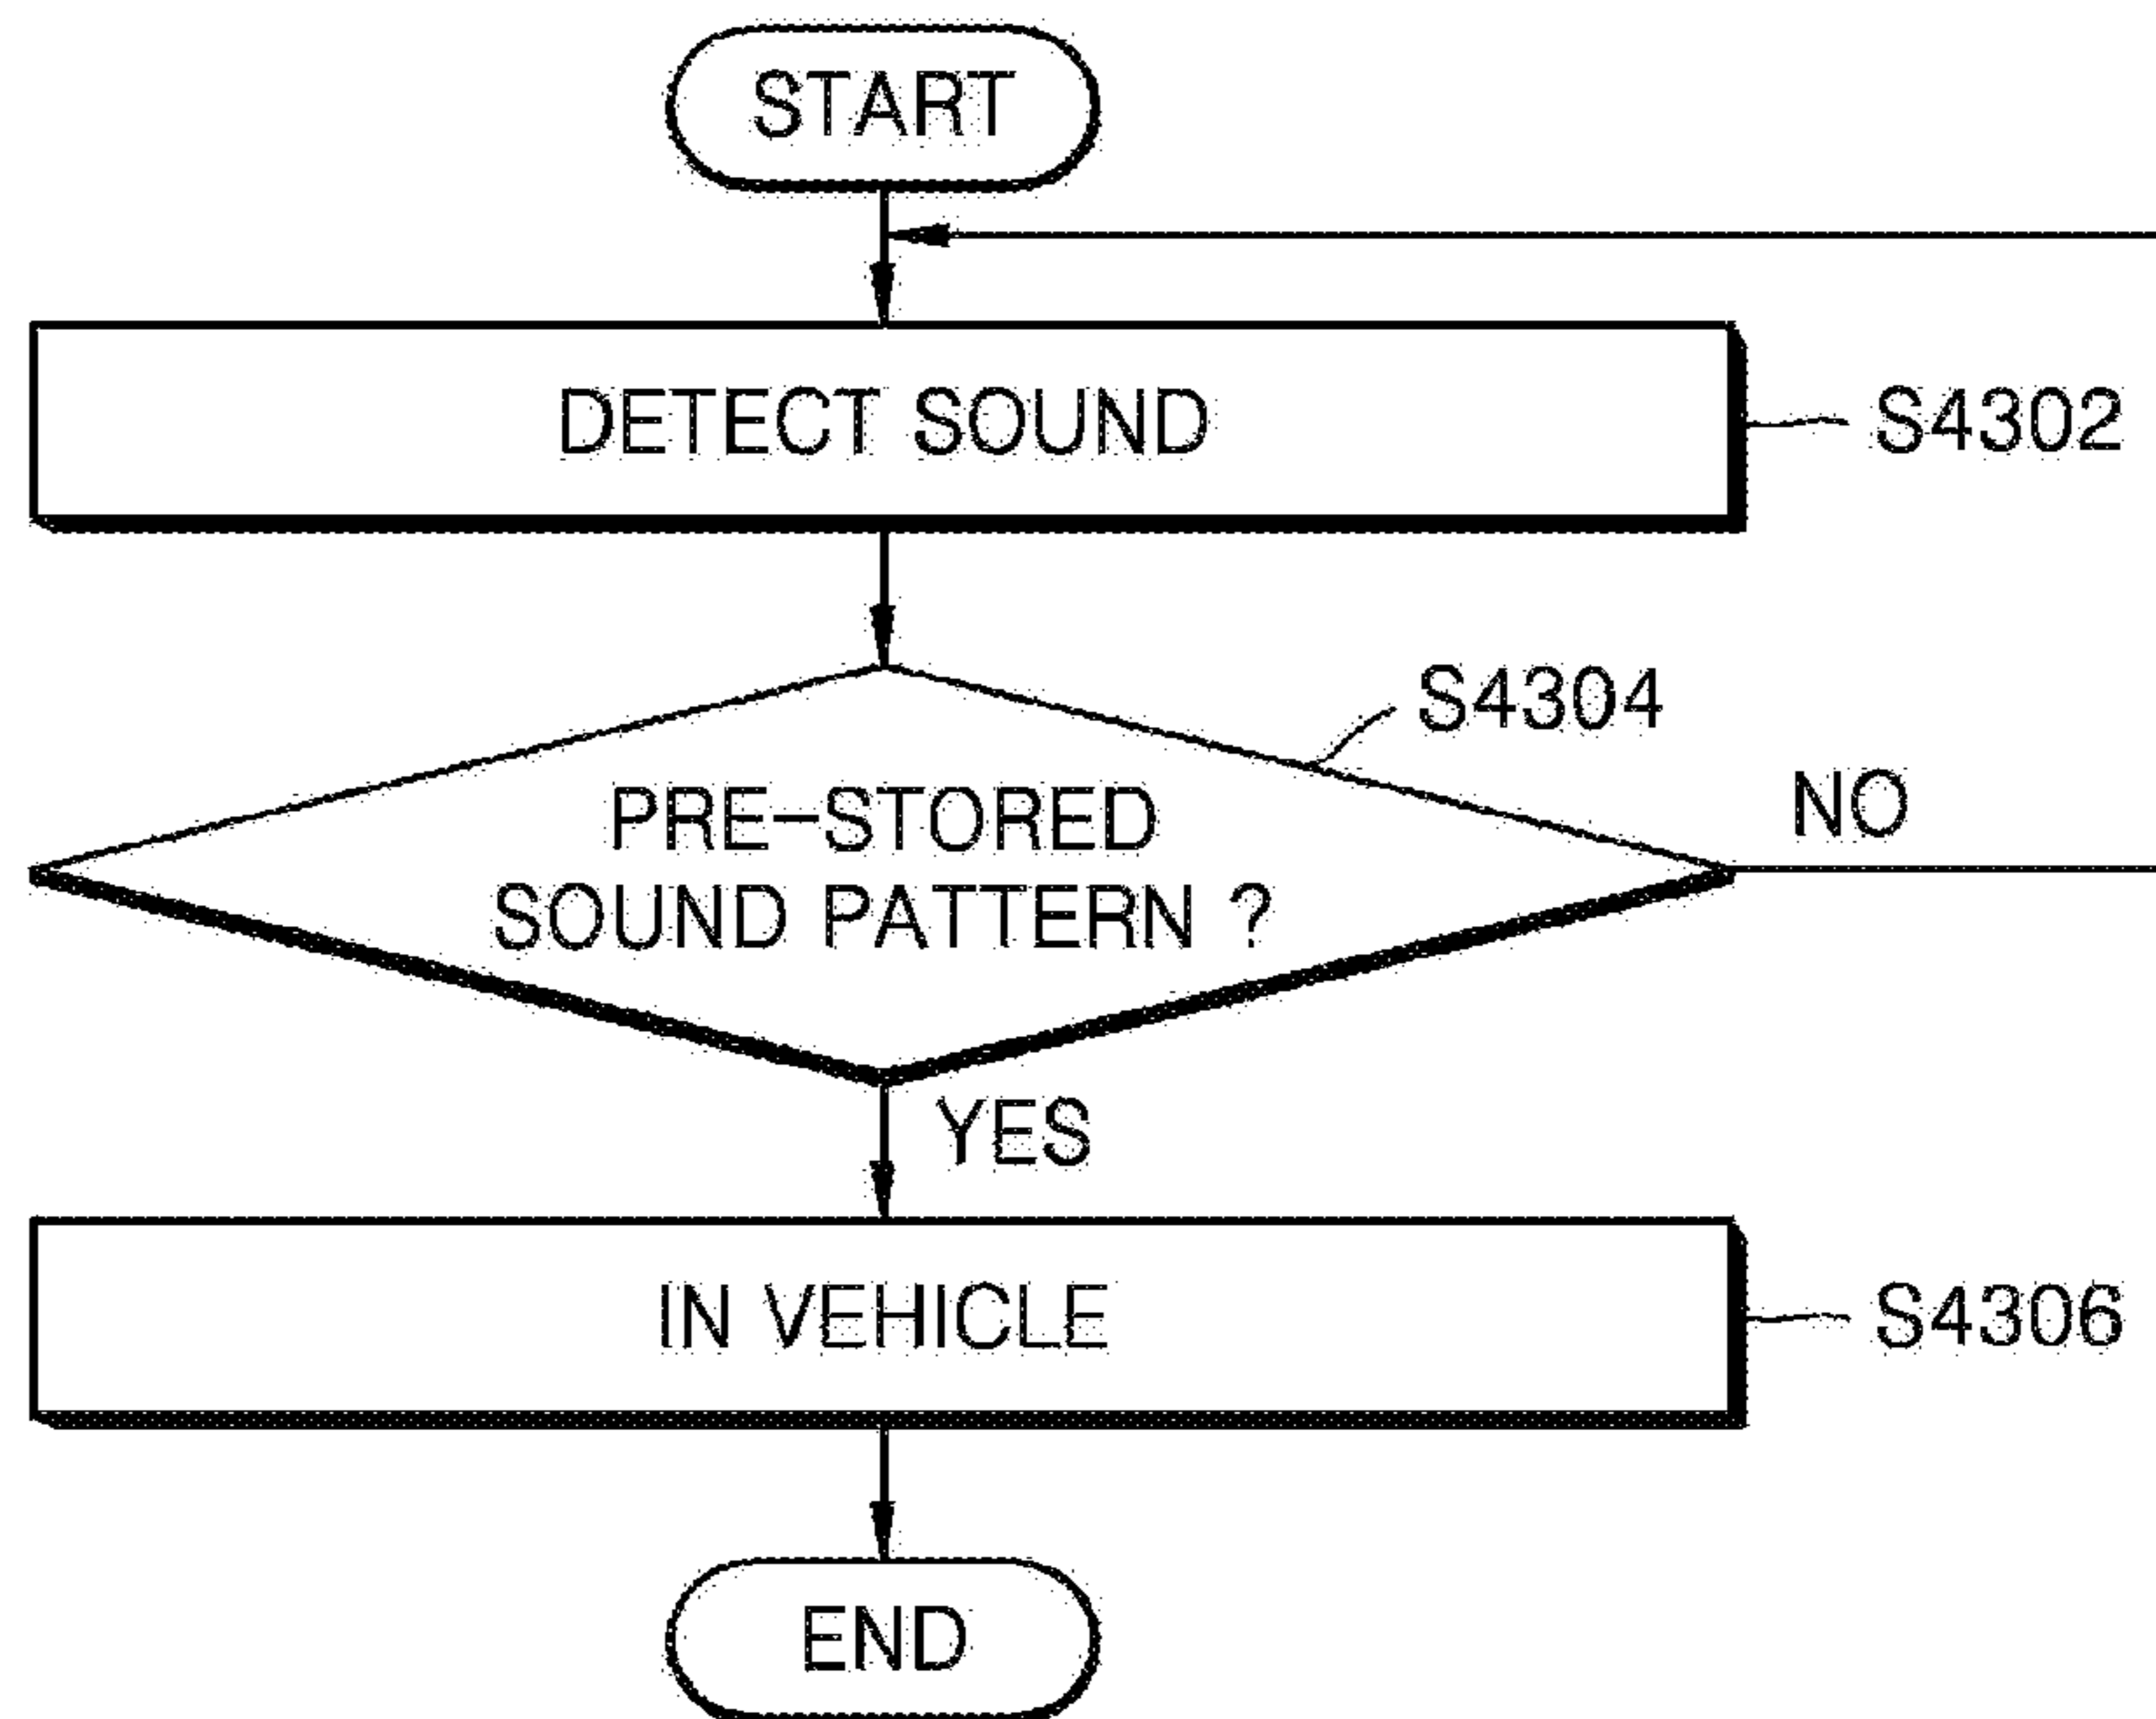 START
DETECT SOUND
S4302
S4304
PRE-STORED
NO
SOUND PATTERN ?
YES
IN VEHICLE
S4306
END